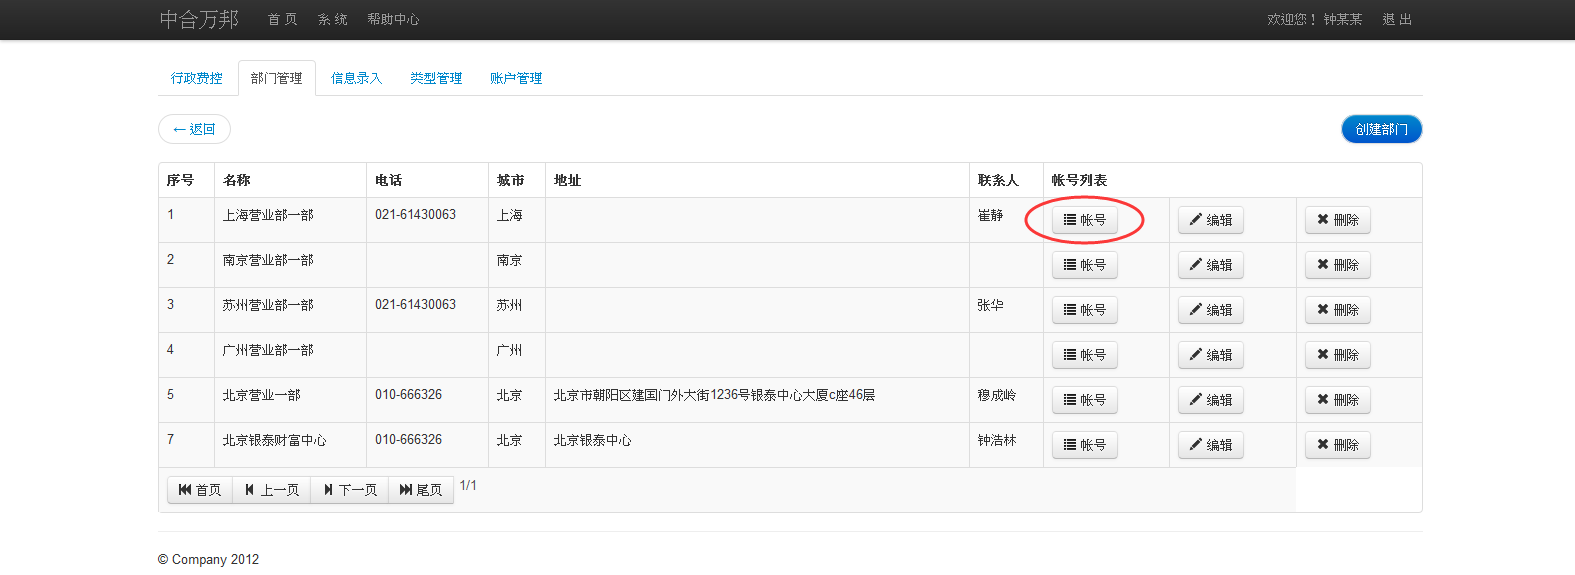 中合万邦 首 页 系 统 帮助中心 欢迎您！ 钟某某 退 出
行政费控 部门管理 信息录入 类型管理 账户管理
← 返回 创建部门
序号 名称 电话 城市 地址 联系人 帐号列表
1 上海营业部一部 021-61430063 上海 崔静 帐号 编辑 删除
2 南京营业部一部 南京 帐号 编辑 删除
3 苏州营业部一部 021-61430063 苏州 张华 帐号 编辑 删除
4 广州营业部一部 广州 帐号 编辑 删除
5 北京营业一部 010-666326 北京 北京市朝阳区建国门外大街1236号银泰中心大厦c座46层 穆成岭 帐号 编辑 删除
7 北京银泰财富中心 010-666326 北京 北京银泰中心 钟浩林 帐号 编辑 删除
首页 上一页 下一页 尾页 1/1
© Company 2012